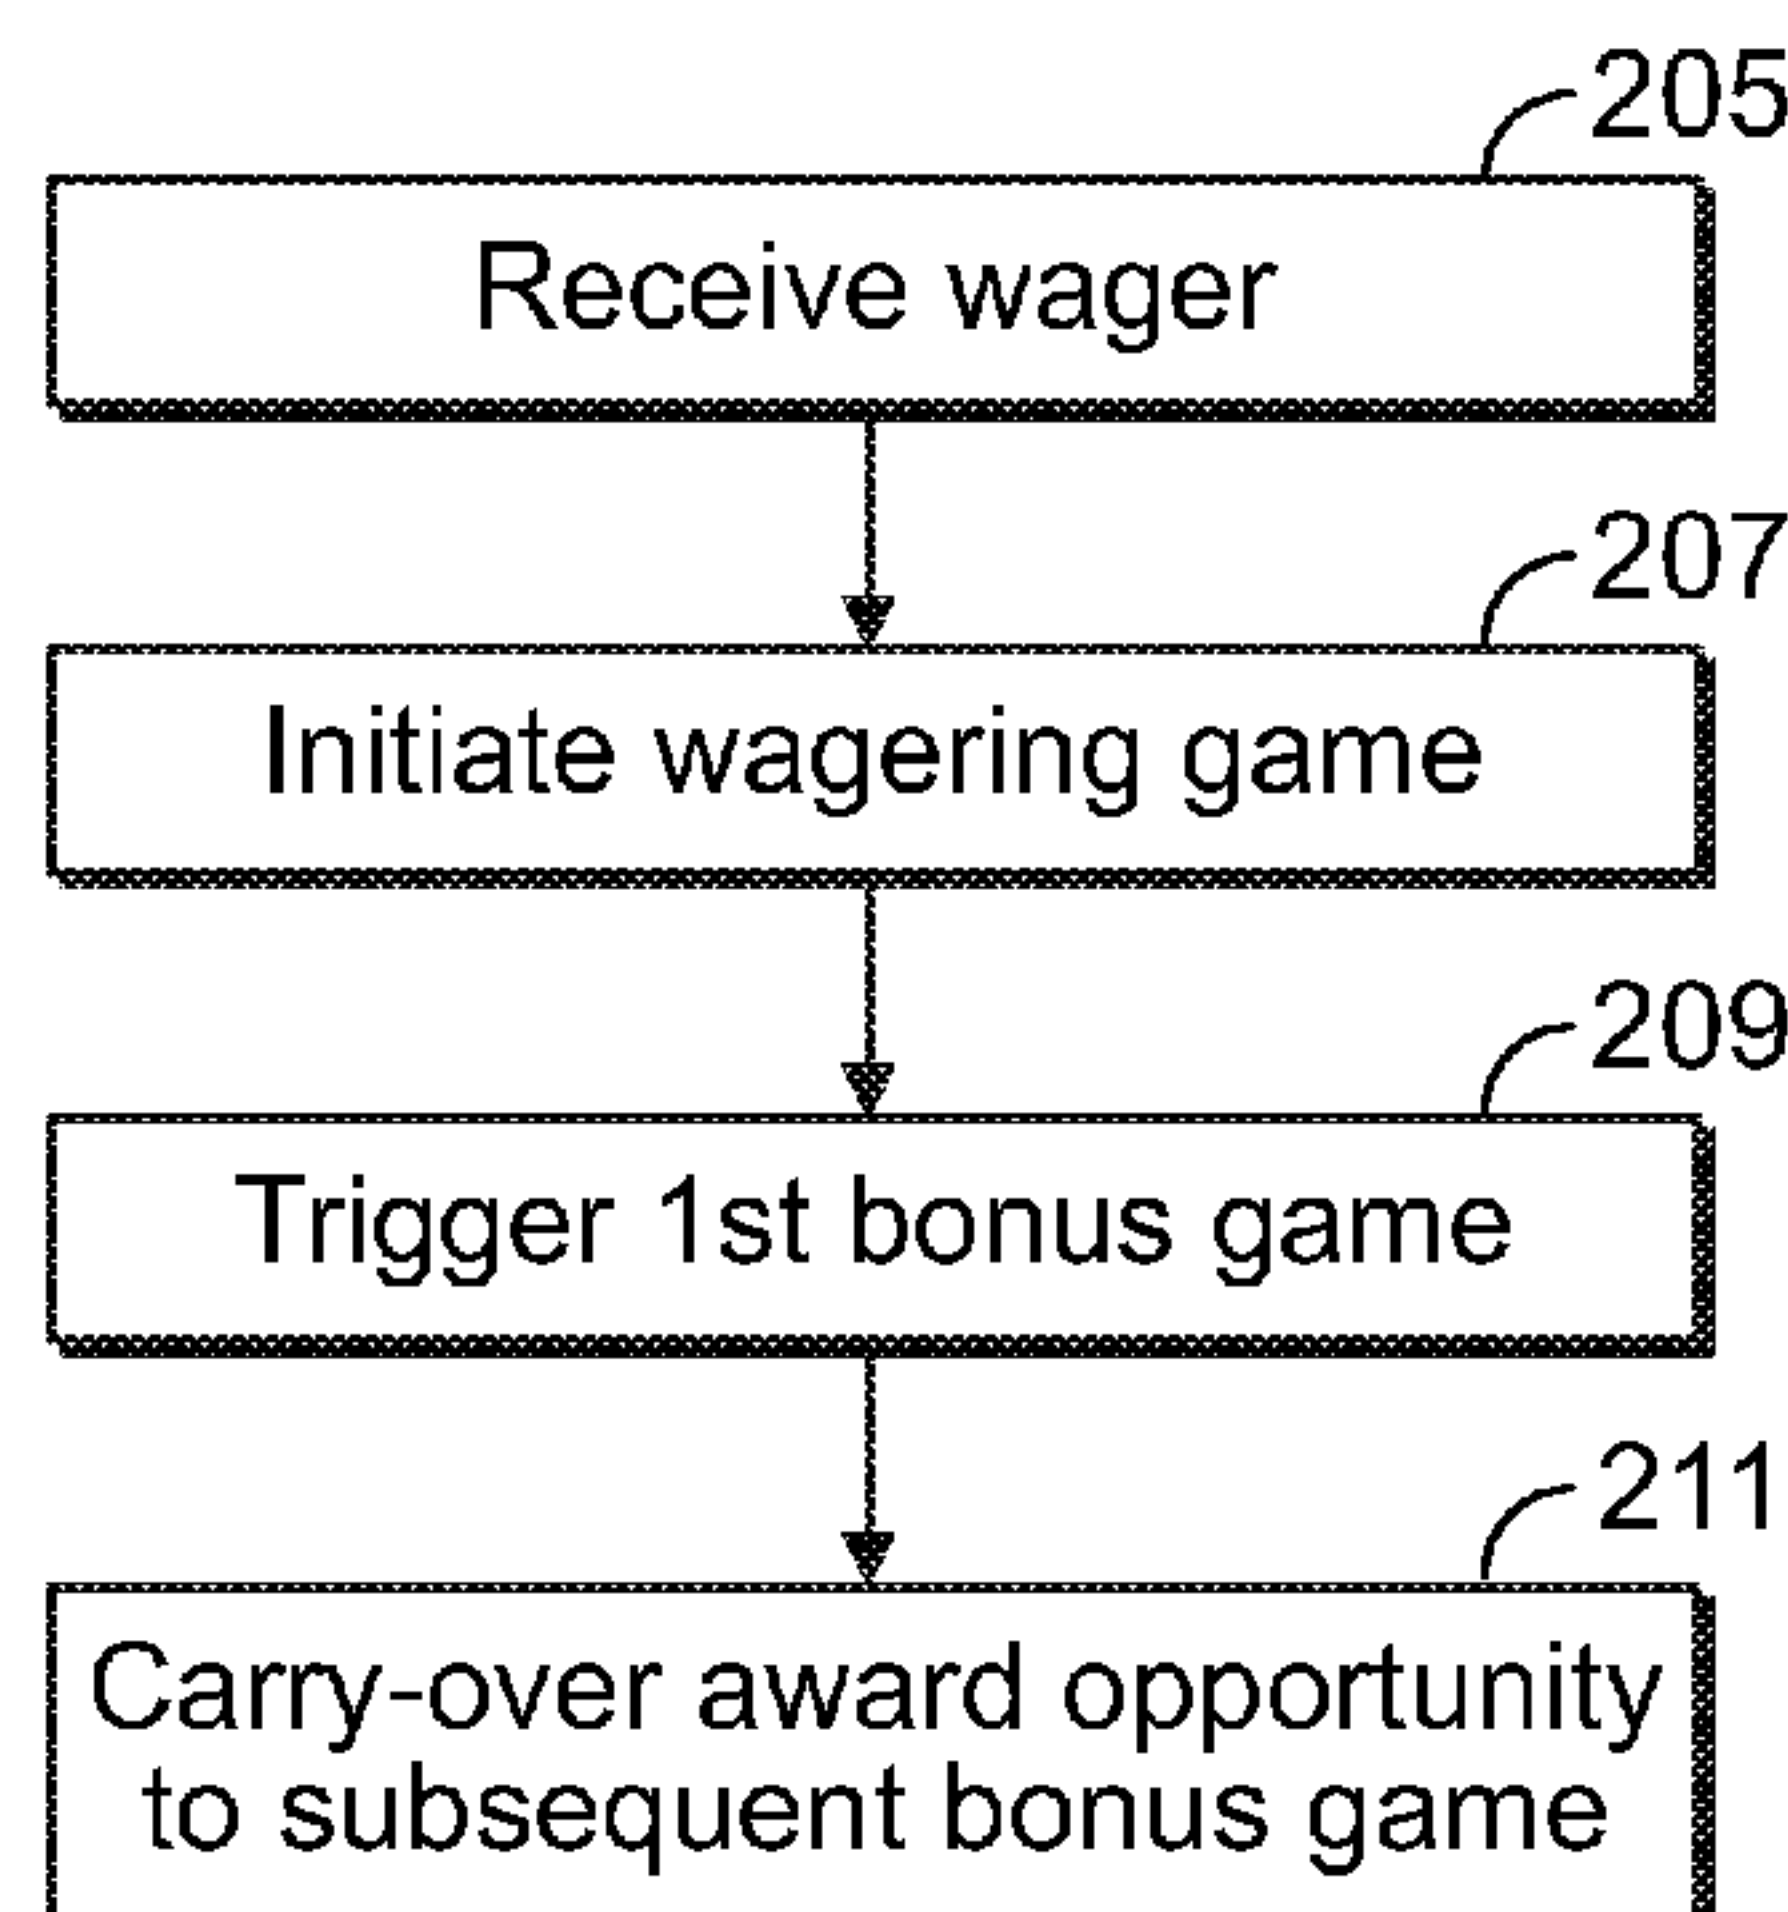 205
Receive wager
207
Initiate wagering game
209
Trigger 1st bonus game
211
Carry-over award opportunity
to subsequent bonus game